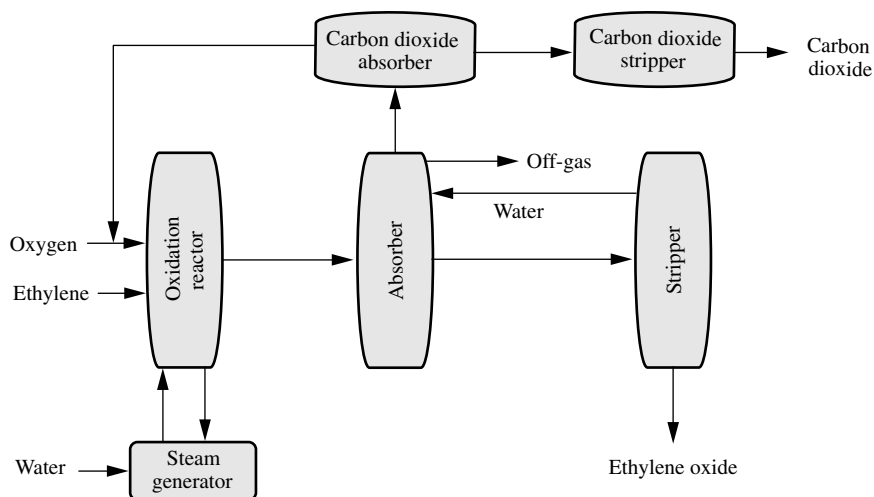 Carbon dioxide
absorber
Carbon dioxide
stripper
Carbon
dioxide
Off-gas
Water
Oxygen
Ethylene
Oxidation
reactor
Absorber
Stripper
Water
Steam
generator
Ethylene oxide